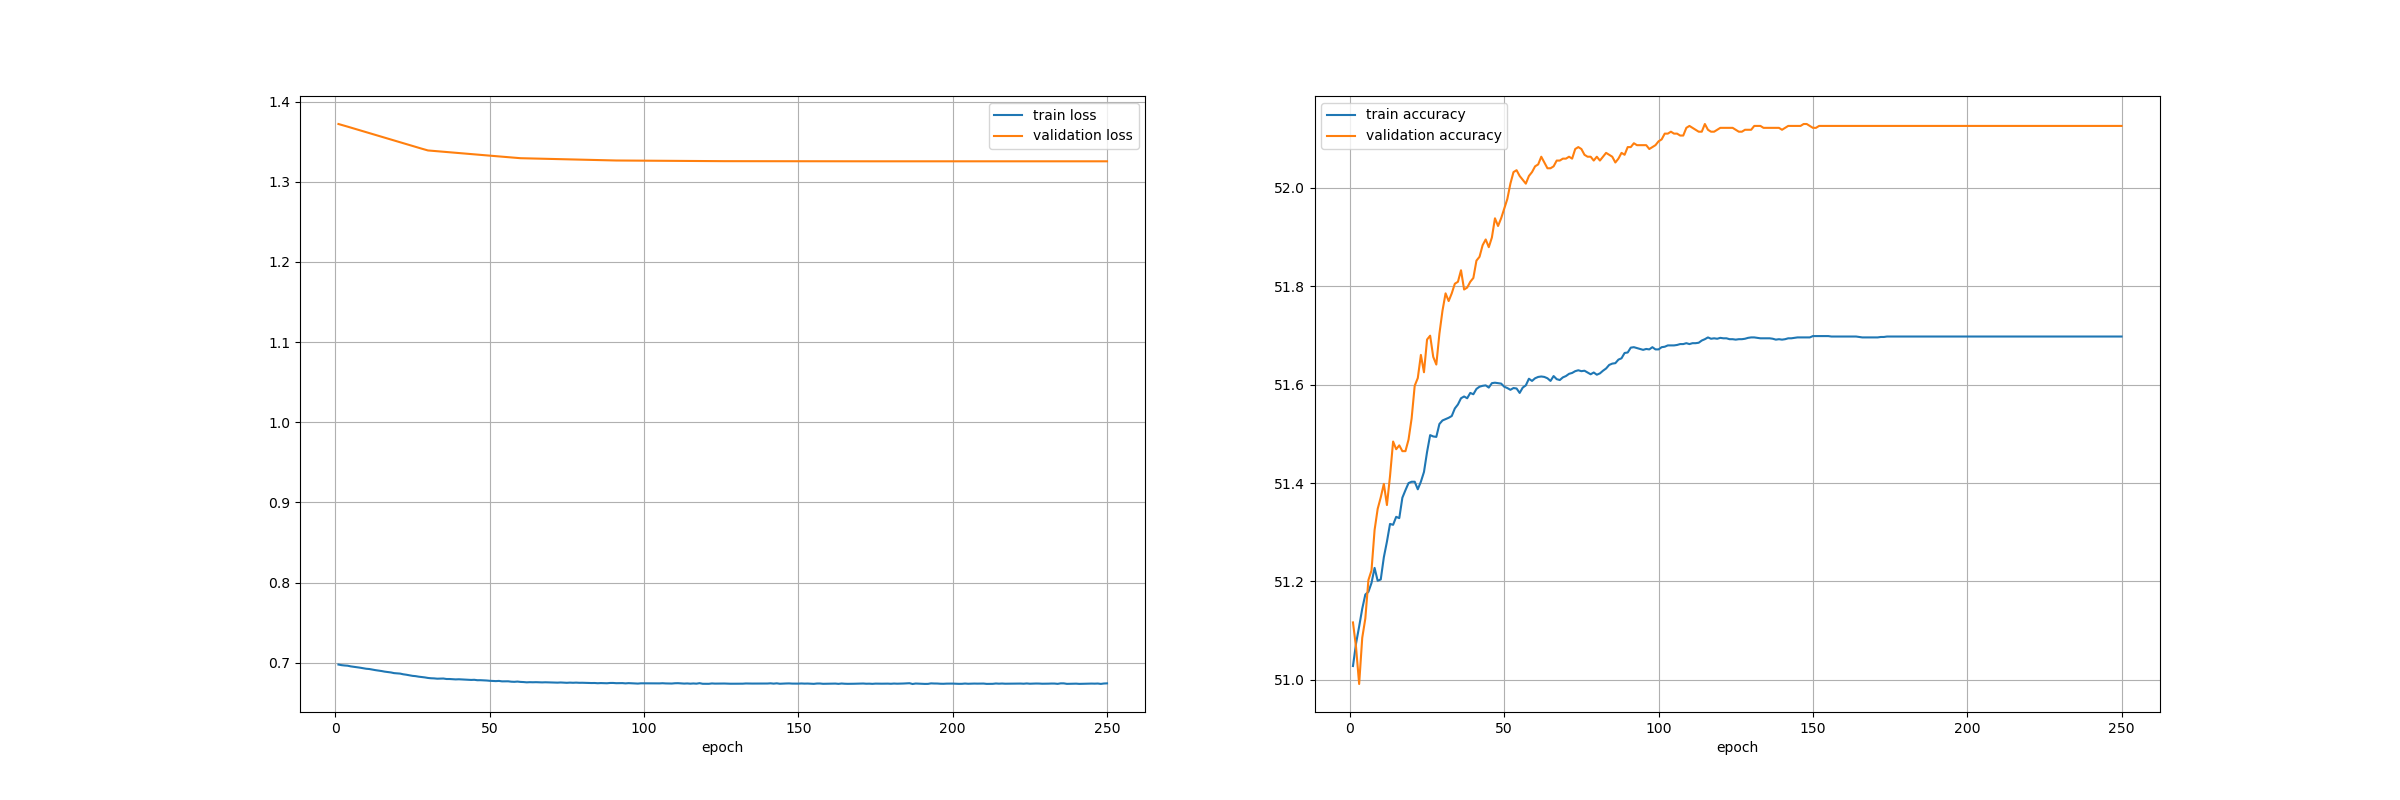 1.4
1.3
1.2
1.1
1.0
0.9
0.8
0.7
0 50 100 150 200 250
epoch
train loss
validation loss
52.0
51.8
51.6
51.4
51.2
51.0
0 50 100 150 200 250
epoch
train accuracy
validation accuracy